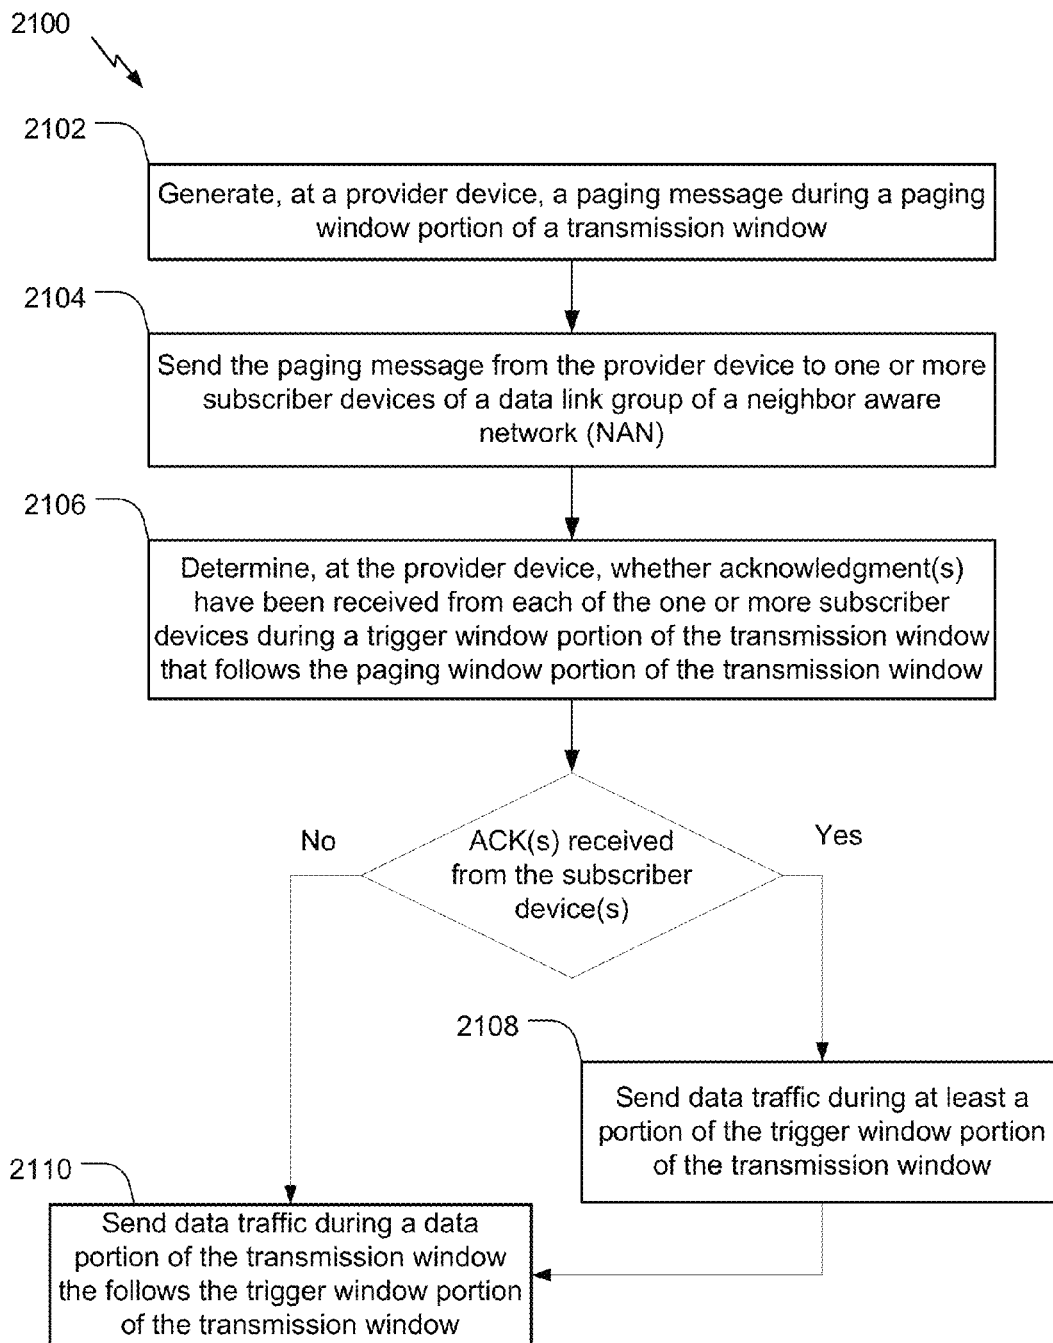 2100
2102
Generate, at a provider device, a paging message during a paging
window portion of a transmission window
2104
Send the paging message from the provider device to one or more
subscriber devices of a data link group of a neighbor aware
network (NAN)
2106
Determine, at the provider device, whether acknowledgment(s)
have been received from each of the one or more subscriber
devices during a trigger window portion of the transmission window
that follows the paging window portion of the transmission window
No
ACK(s) received
from the subscriber
device(s)
Yes
2108
Send data traffic during at least a
portion of the trigger window portion
of the transmission window
2110
Send data traffic during a data
portion of the transmission window
the follows the trigger window portion
of the transmission window